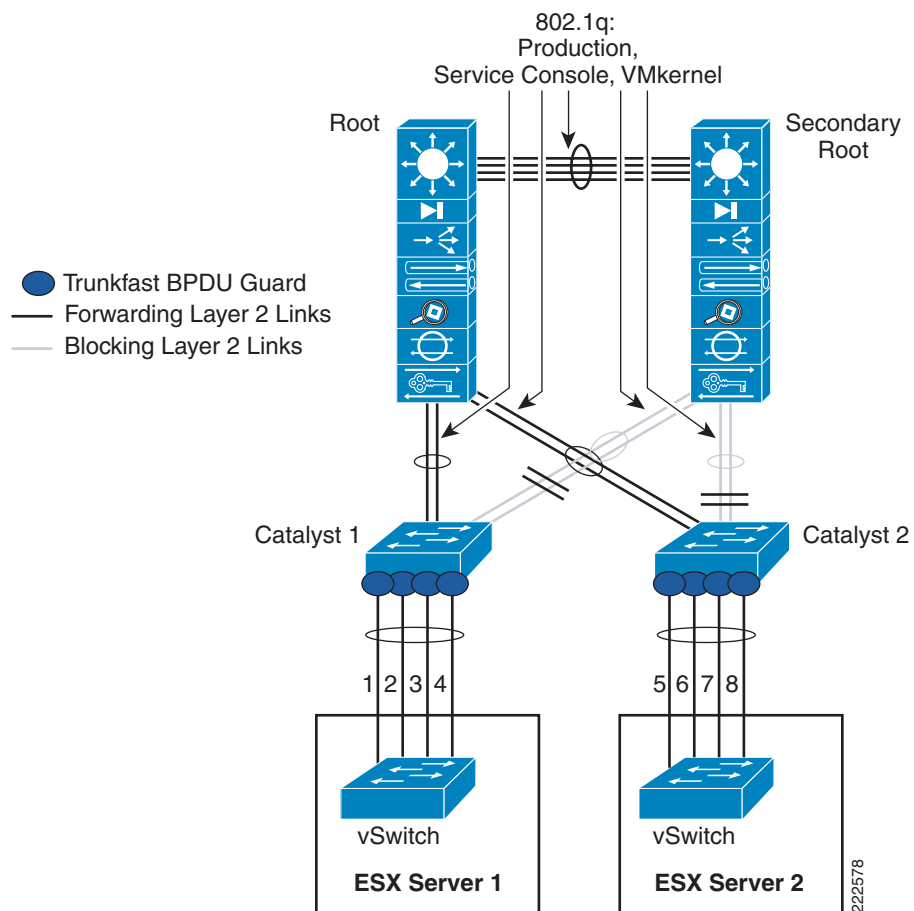 802.1q:
Production,
Service Console, VMkernel
Root
Secondary
Root
Trunkfast BPDU Guard
Forwarding Layer 2 Links
Blocking Layer 2 Links
Catalyst 1
Catalyst 2
1 2 3 4
5 6 7 8
vSwitch
vSwitch
ESX Server 1
ESX Server 2
222578